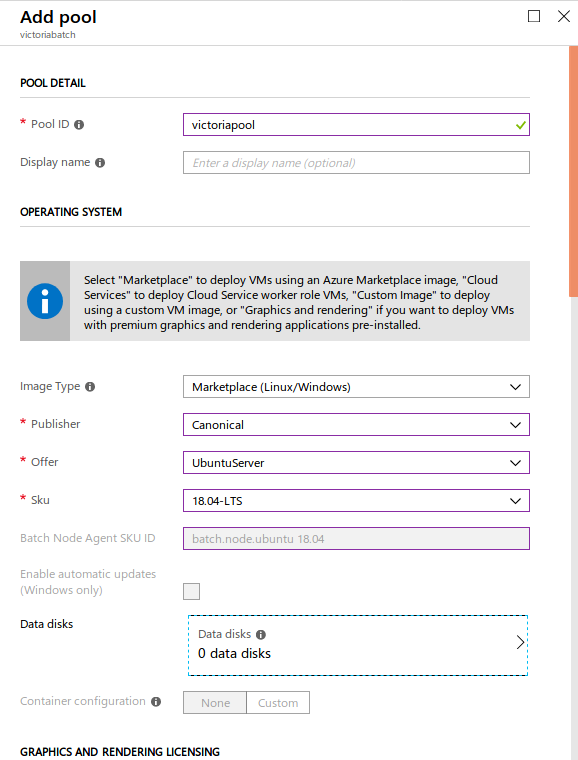 Add pool
victoriabatch
POOL DETAIL
* Pool ID
victoriapool
Display name
Enter a display name (optional)
OPERATING SYSTEM
Select "Marketplace" to deploy VMs using an Azure Marketplace image, "Cloud
Services" to deploy Cloud Service worker role VMs, "Custom Image" to deploy
using a custom VM image, or "Graphics and rendering" if you want to deploy VMs
with premium graphics and rendering applications pre-installed.
Image Type
Marketplace (Linux/Windows)
* Publisher
Canonical
* Offer
UbuntuServer
* Sku
18.04-LTS
Batch Node Agent SKU ID
batch.node.ubuntu 18.04
Enable automatic updates
(Windows only)
Data disks
Data disks
0 data disks
Container configuration
None
Custom
GRAPHICS AND RENDERING LICENSING